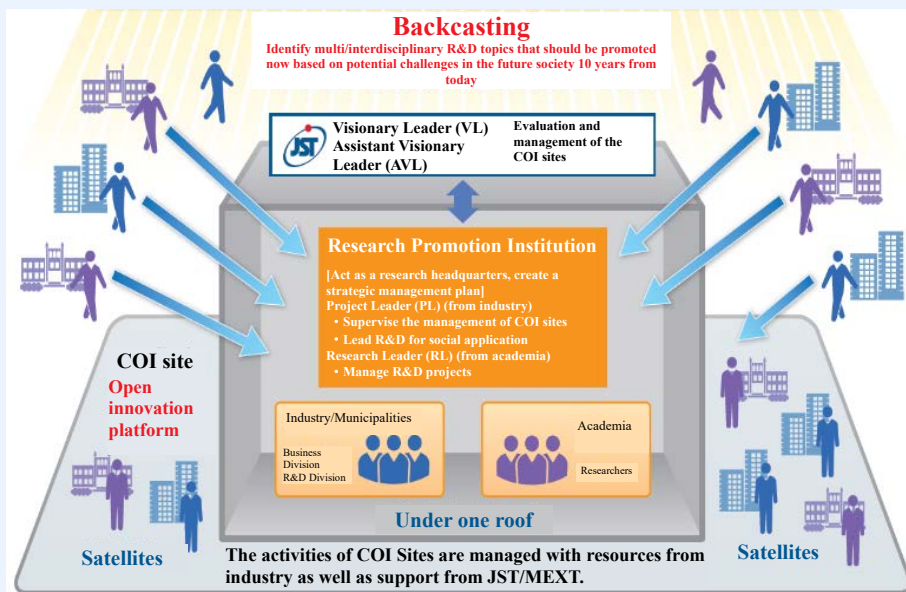 Backcasting
Identify multi/interdisciplinary R&D topics that should be promoted
now based on potential challenges in the future society 10 years from
today
JST
Visionary Leader (VL)
Assistant Visionary
Leader (AVL)
Evaluation and
management of the
COI sites
Research Promotion Institution
[Act as a research headquarters, create a
strategic management plan]
Project Leader (PL) (from industry)
• Supervise the management of COI sites
• Lead R&D for social application
Research Leader (RL) (from academia)
• Manage R&D projects
COI site
Open
innovation
platform
Industry/Municipalities
Business
Division
R&D Division
Academia
Researchers
Under one roof
Satellites
Satellites
The activities of COI Sites are managed with resources from
industry as well as support from JST/MEXT.